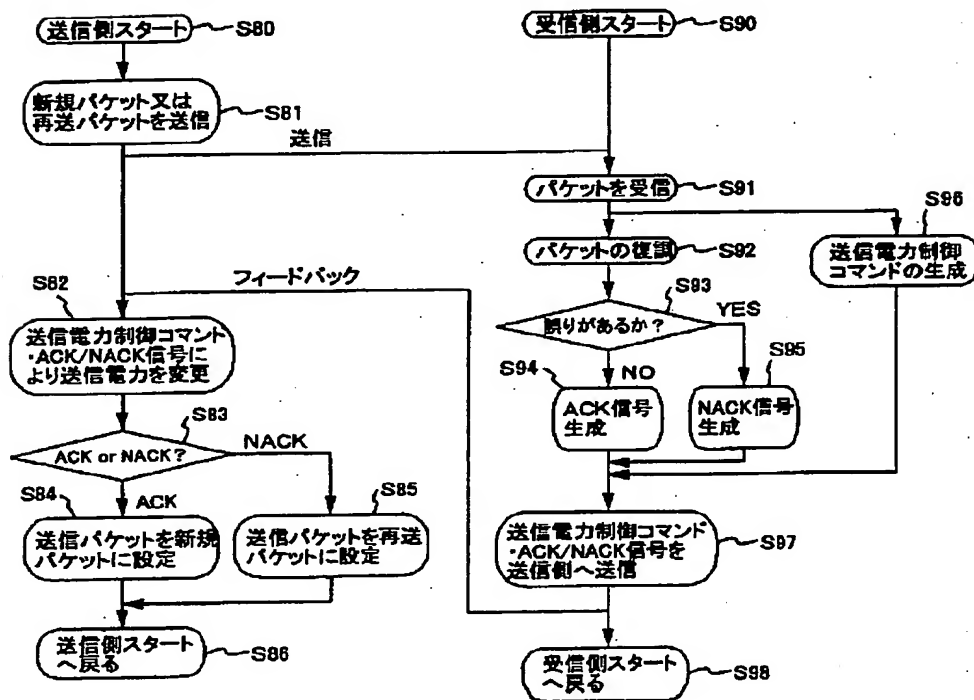 送信側スタート
S80
受信側スタート
S90
新規パケット又は
再送パケットを送信
S81
送信
パケットを受信
S91
S96
パケットの復調
S92
送信電力制御
コマンドの生成
S82
フィードバック
S93
誤りがあるか？
YES
送信電力制御コマンド
・ACK/NACK信号に
より送信電力を変更
S94
NO
S95
ACK信号
生成
NACK信号
生成
S83
ACK or NACK？
NACK
S84
ACK
S85
送信パケットを新規
パケットに設定
送信パケットを再送
パケットに設定
送信電力制御コマンド
・ACK/NACK信号を
送信側へ送信
S97
送信側スタート
へ戻る
S86
受信側スタート
へ戻る
S98